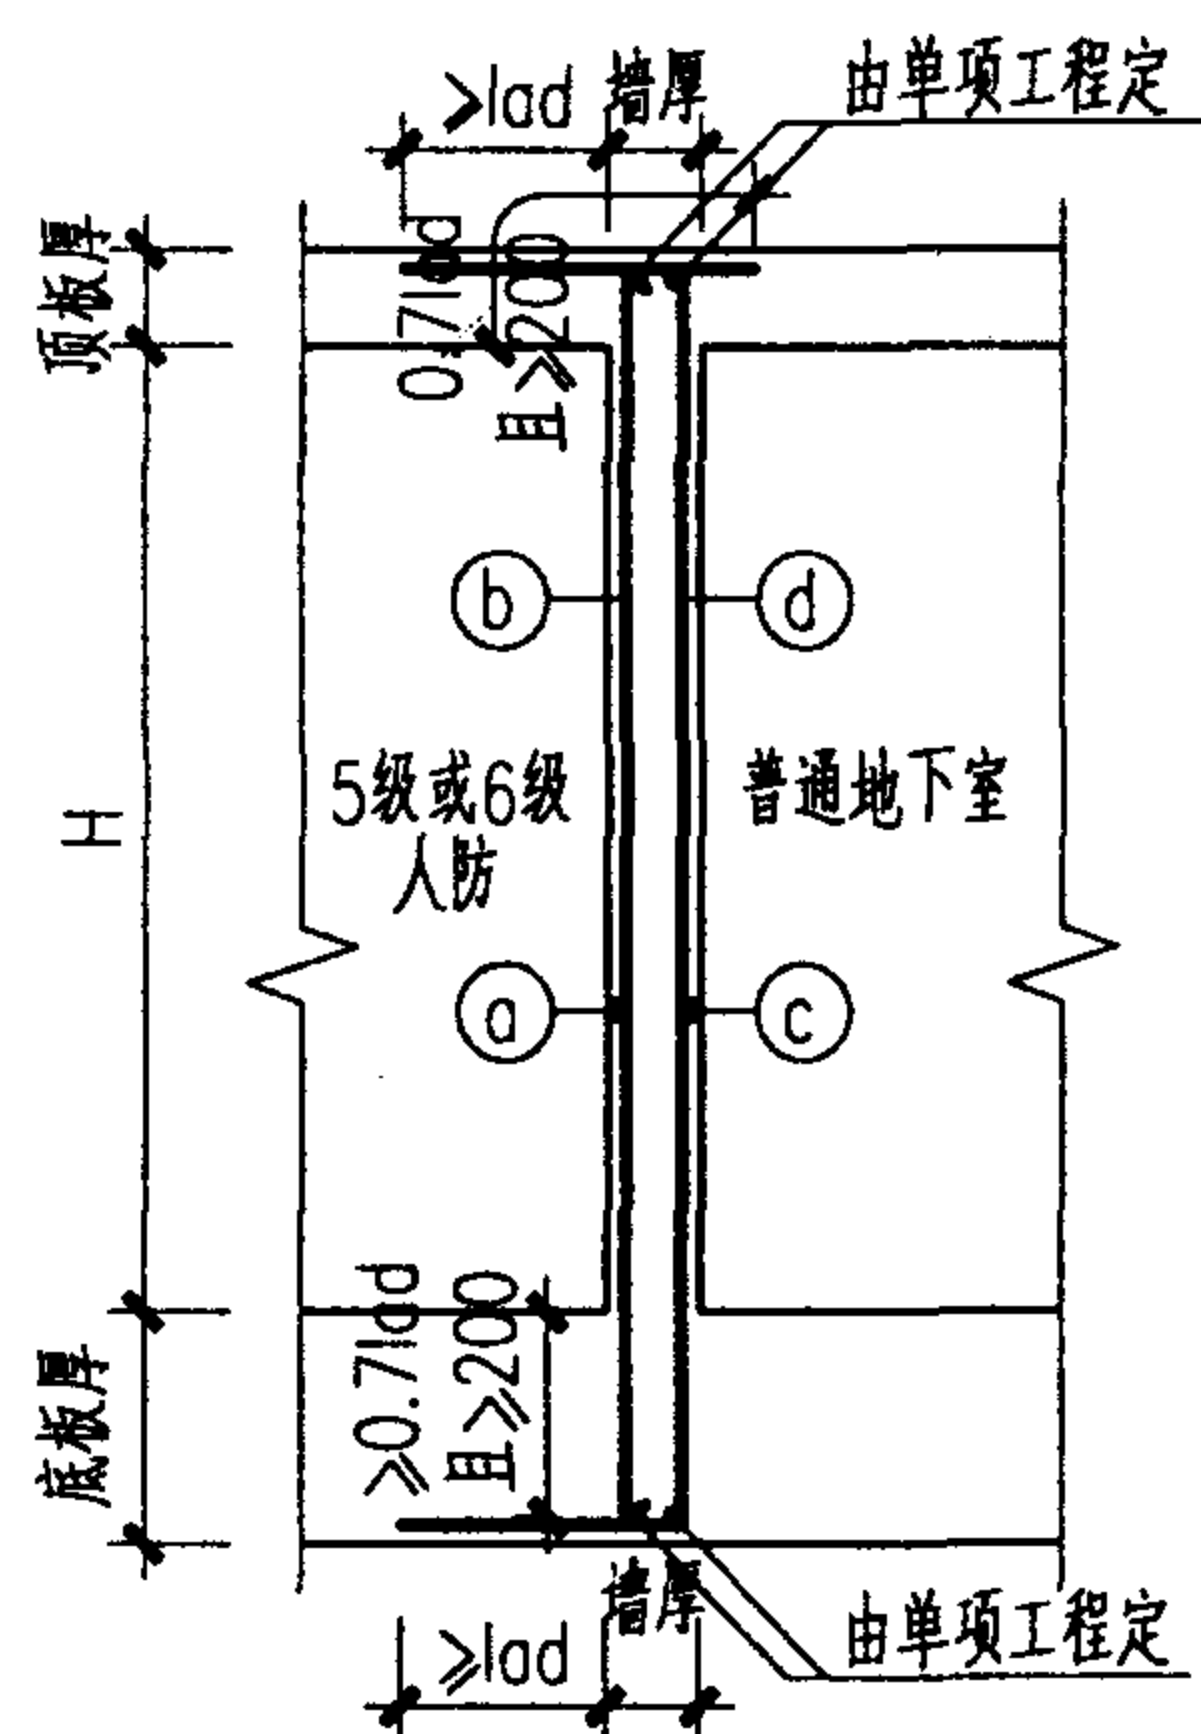 ≥lad
墙厚
由单项工程定
顶板厚
0.7lad
且≥200
b
d
H
5级或6级
人防
普通地下室
a
c
≥0.7lad
且≥200
底板厚
墙厚
≥lad
由单项工程定